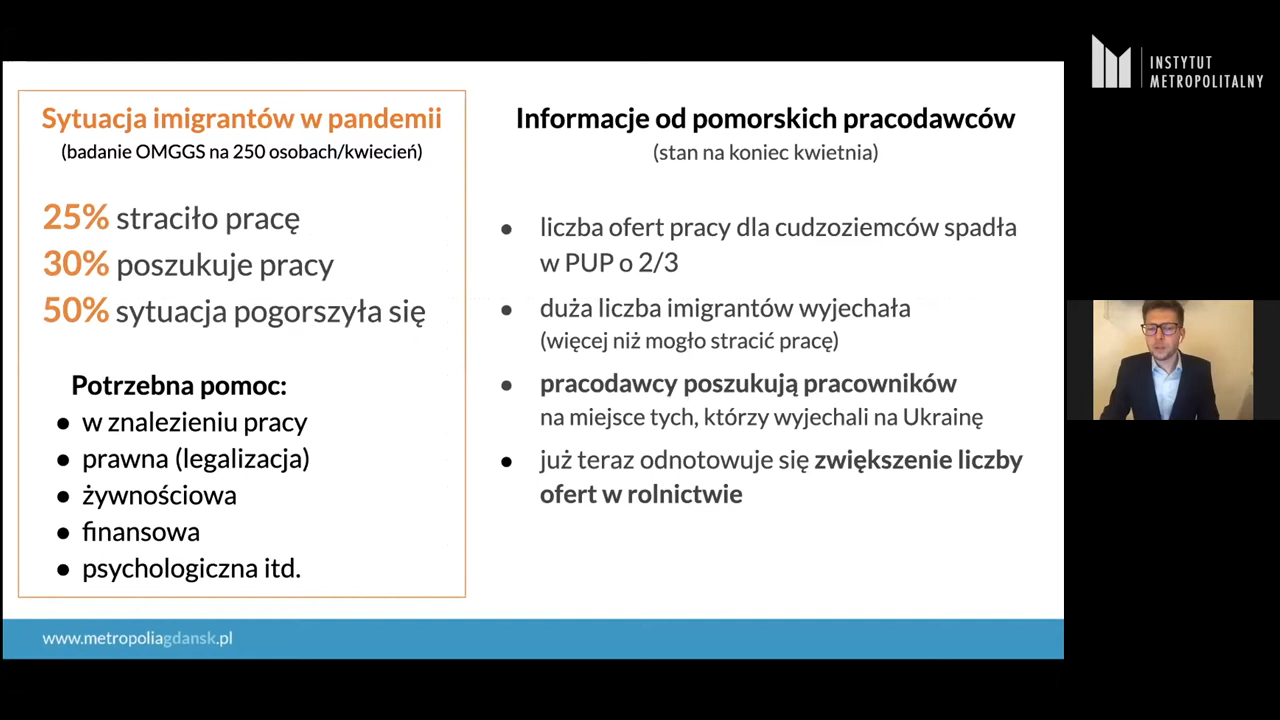 INSTYTUT
METROPOLITALNY
Sytuacja imigrantów w pandemii
(badanie OMGGS na 250 osobach/kwiecień)
25% straciło pracę
30% poszukuje pracy
50% sytuacja pogorszyła się
Potrzebna pomoc:
● w znalezieniu pracy
● prawna (legalizacja)
● żywnościowa
● finansowa
● psychologiczna itd.
Informacje od pomorskich pracodawców
(stan na koniec kwietnia)
● liczba ofert pracy dla cudzoziemców spadła
w PUP o 2/3
● duża liczba imigrantów wyjechała
(więcej niż mogło stracić pracę)
● pracodawcy poszukują pracowników
na miejsce tych, którzy wyjechali na Ukrainę
● już teraz odnotowuje się zwiększenie liczby
ofert w rolnictwie
www.metropoliagdansk.pl